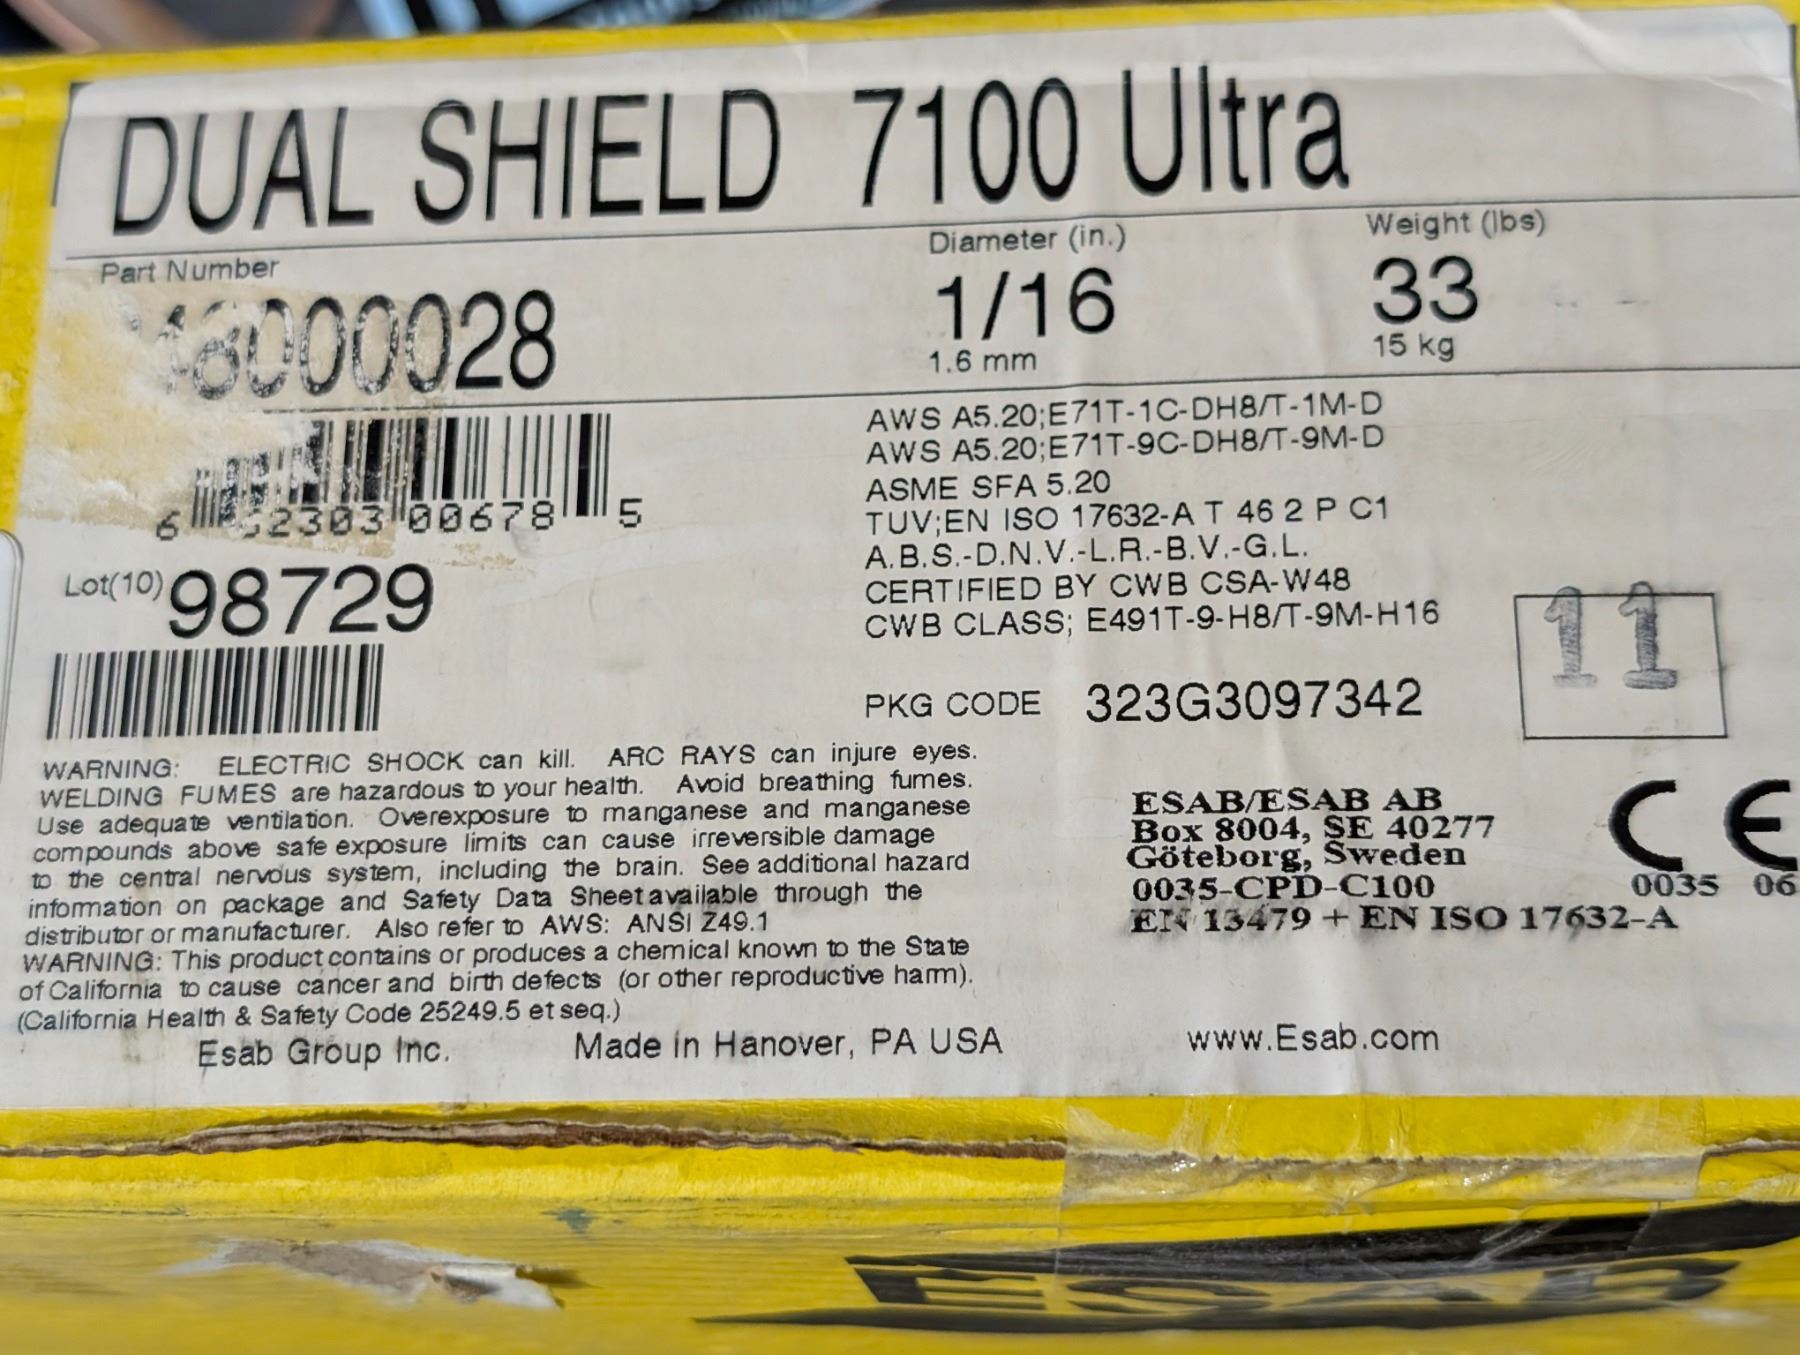 DUAL SHIELD 7100 Ultra
Part Number
Diameter (in.)
Weight (lbs)
48000028
1/16
33
1.6 mm
15 kg
AWS A5.20;E71T-1C-DH8/T-1M-D
AWS A5.20;E71T-9C-DH8/T-9M-D
ASME SFA 5.20
TUV;EN ISO 17632-A T 46 2 P C1
A.B.S.-D.N.V.-L.R.-B.V.-G.L.
CERTIFIED BY CWB CSA-W48
CWB CLASS; E491T-9-H8/T-9M-H16
00678 5
Lot(10) 98729
PKG CODE 323G3097342
11
WARNING: ELECTRIC SHOCK can kill. ARC RAYS can injure eyes.
WELDING FUMES are hazardous to your health. Avoid breathing fumes.
Use adequate ventilation. Overexposure to manganese and manganese
compounds above safe exposure limits can cause irreversible damage
to the central nervous system, including the brain. See additional hazard
information on package and Safety Data Sheet available through the
distributor or manufacturer. Also refer to AWS: ANSI Z49.1
WARNING: This product contains or produces a chemical known to the State
of California to cause cancer and birth defects (or other reproductive harm).
(California Health & Safety Code 25249.5 et seq.)
Esab Group Inc. Made in Hanover, PA USA
ESAB/ESAB AB
Box 8004, SE 40277
Göteborg, Sweden
0035-CPD-C100
EN 13479 + EN ISO 17632-A
CE
0035 06
www.Esab.com
ESAB